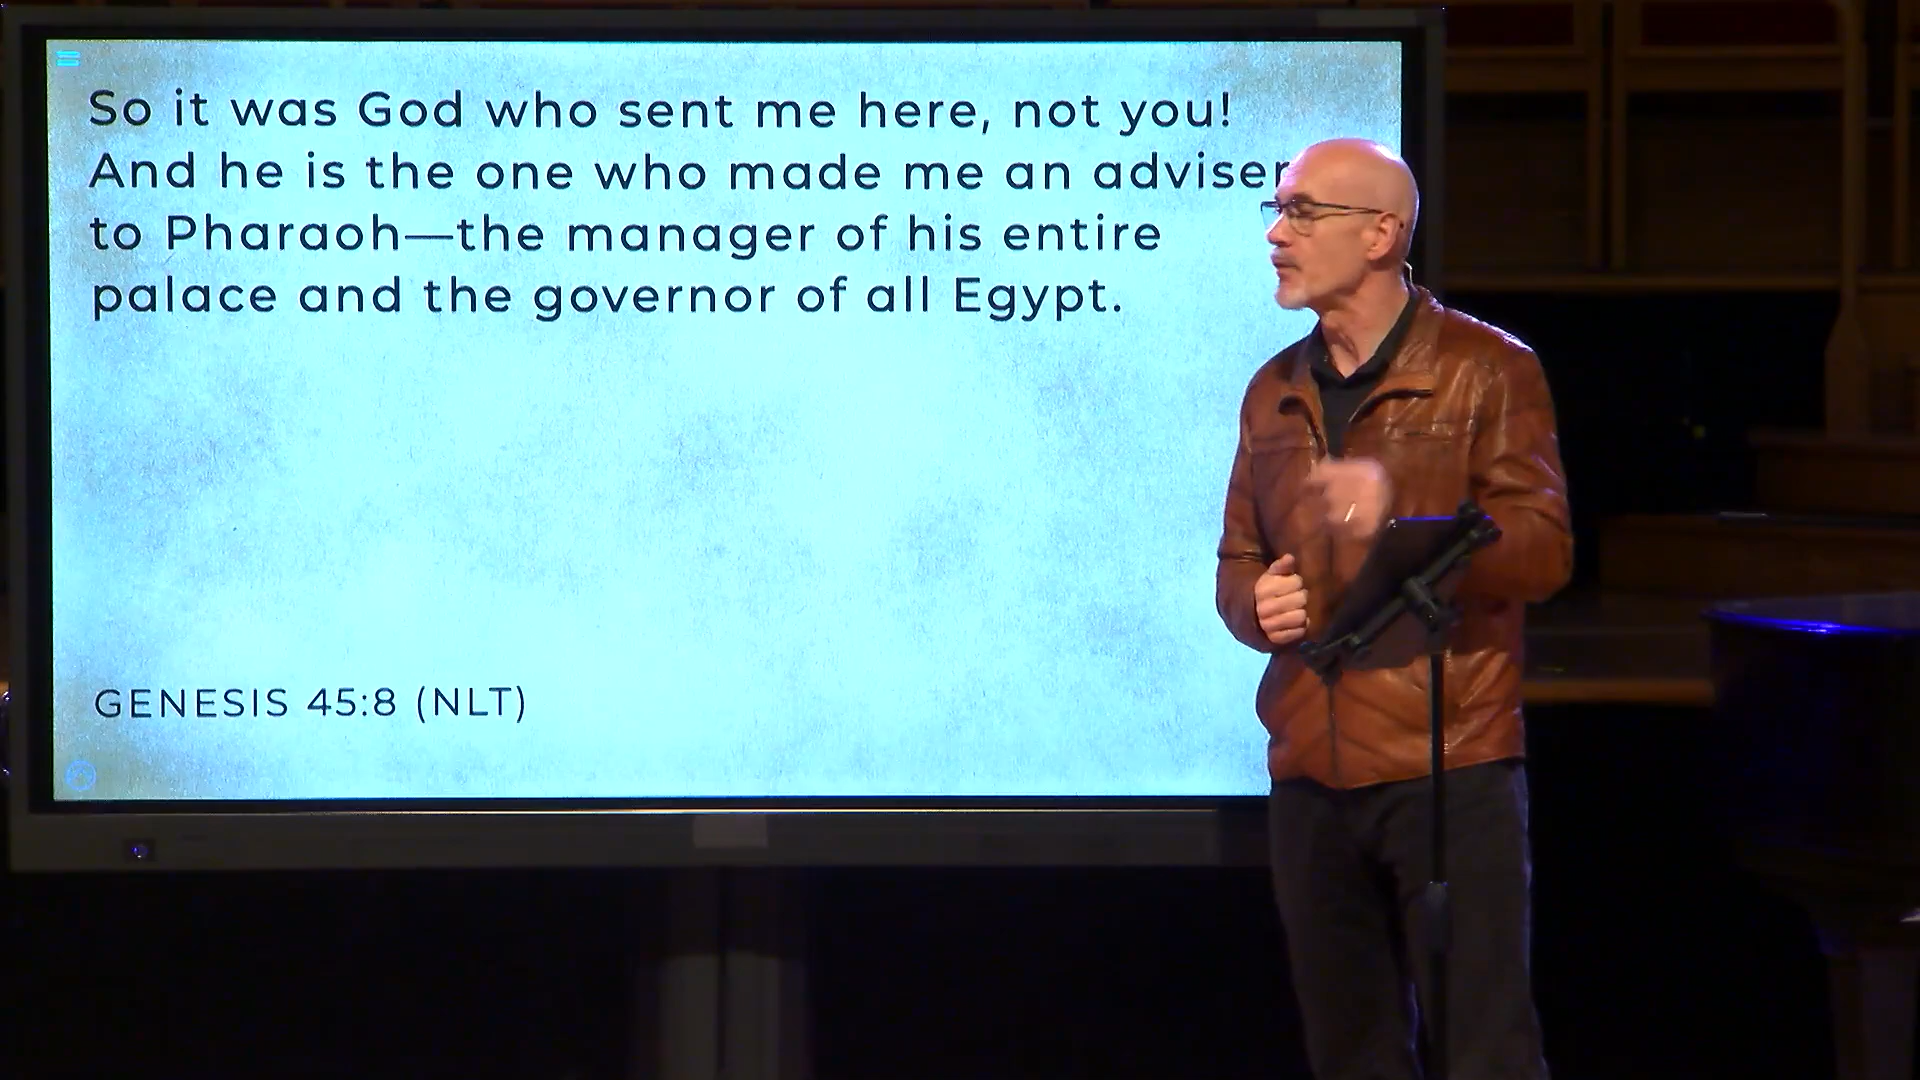 So it was God who sent me here, not you!
And he is the one who made me an adviser
to Pharaoh—the manager of his entire
palace and the governor of all Egypt.
GENESIS 45:8 (NLT)